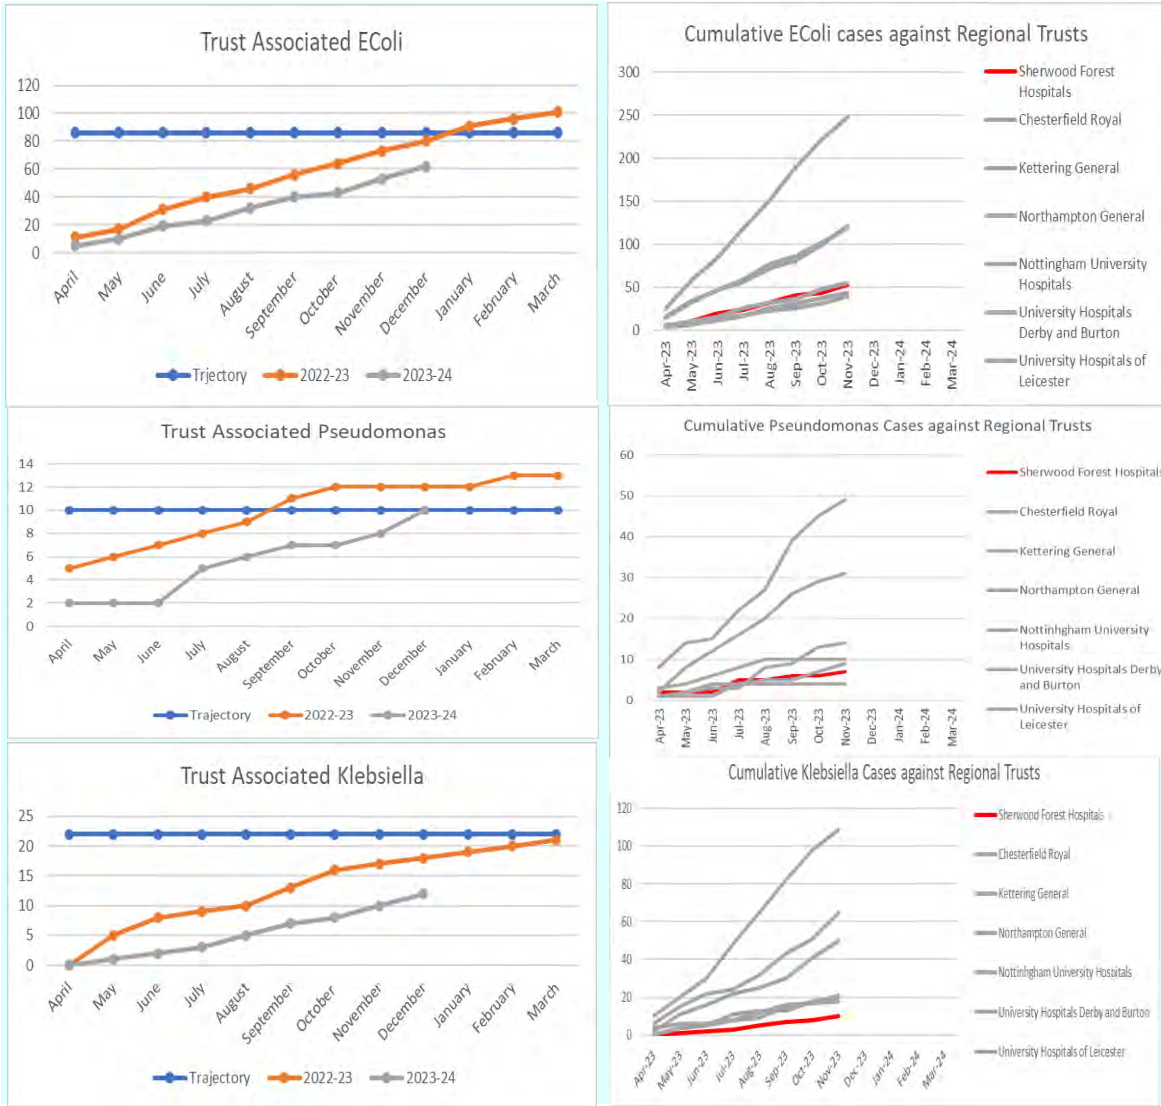 Trust Associated EColi
120
100
80
60
40
20
0
April
May
June
July
August
September
October
November
December
January
February
March
Trjectory
2022-23
2023-24
Cumulative EColi cases against Regional Trusts
300
250
200
150
100
50
0
Apr-23
May-23
Jun-23
Jul-23
Aug-23
Sep-23
Oct-23
Nov-23
Dec-23
Jan-24
Feb-24
Mar-24
Sherwood Forest
Hospitals
Chesterfield Royal
Kettering General
Northampton General
Nottingham University
Hospitals
University Hospitals
Derby and Burton
University Hospitals of
Leicester
Trust Associated Pseudomonas
14
12
10
8
6
4
2
0
April
May
June
July
August
September
October
November
December
January
February
March
Trajectory
2022-23
2023-24
Cumulative Pseudomonas Cases against Regional Trusts
60
50
40
30
20
10
0
Apr-23
May-23
Jun-23
Jul-23
Aug-23
Sep-23
Oct-23
Nov-23
Dec-23
Jan-24
Feb-24
Mar-24
Sherwood Forest Hospitals
Chesterfield Royal
Kettering General
Northampton General
Nottinhgham University
Hospitals
University Hospitals Derby
and Burton
University Hospitals of
Leicester
Trust Associated Klebsiella
25
20
15
10
5
0
April
May
June
July
August
September
October
November
December
January
February
March
Trajectory
2022-23
2023-24
Cumulative Klebsiella Cases against Regional Trusts
120
100
80
60
40
20
0
Apr-23
May-23
Jun-23
Jul-23
Aug-23
Sep-23
Oct-23
Nov-23
Dec-23
Jan-24
Feb-24
Mar-24
Sherwood Forest Hospitals
Chesterfield Royal
Kettering General
Northampton General
Nottinhgham University Hospitals
University Hospitals Derby and Burton
University Hospitals of Leicester